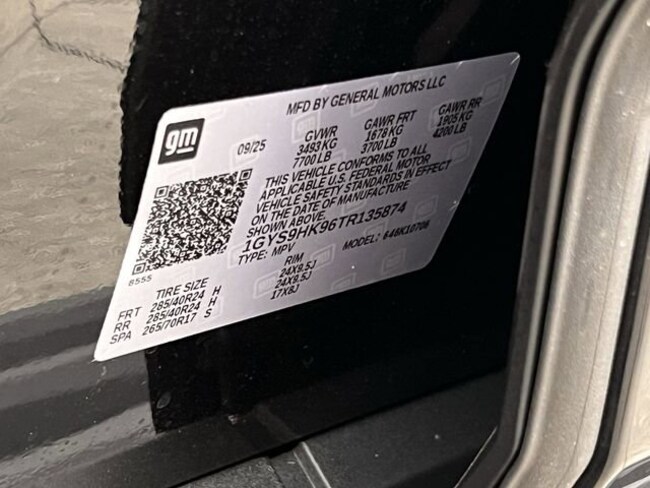 gm
MFD BY GENERAL MOTORS LLC
09/25 GVWR GAWR FRT GAWR RR
3493 KG 1678 KG 1905 KG
7700 LB 3700 LB 4200 LB
THIS VEHICLE CONFORMS TO ALL
APPLICABLE U.S. FEDERAL MOTOR
VEHICLE SAFETY STANDARDS IN EFFECT
ON THE DATE OF MANUFACTURE
SHOWN ABOVE.
1GYS9HK96TR135874
TYPE: MPV MODEL: 646K10706
8555
TIRE SIZE RIM
FRT 285/40R24 H 24X9.5J
RR 285/40R24 H 24X9.5J
SPA 265/70R17 S 17X8J